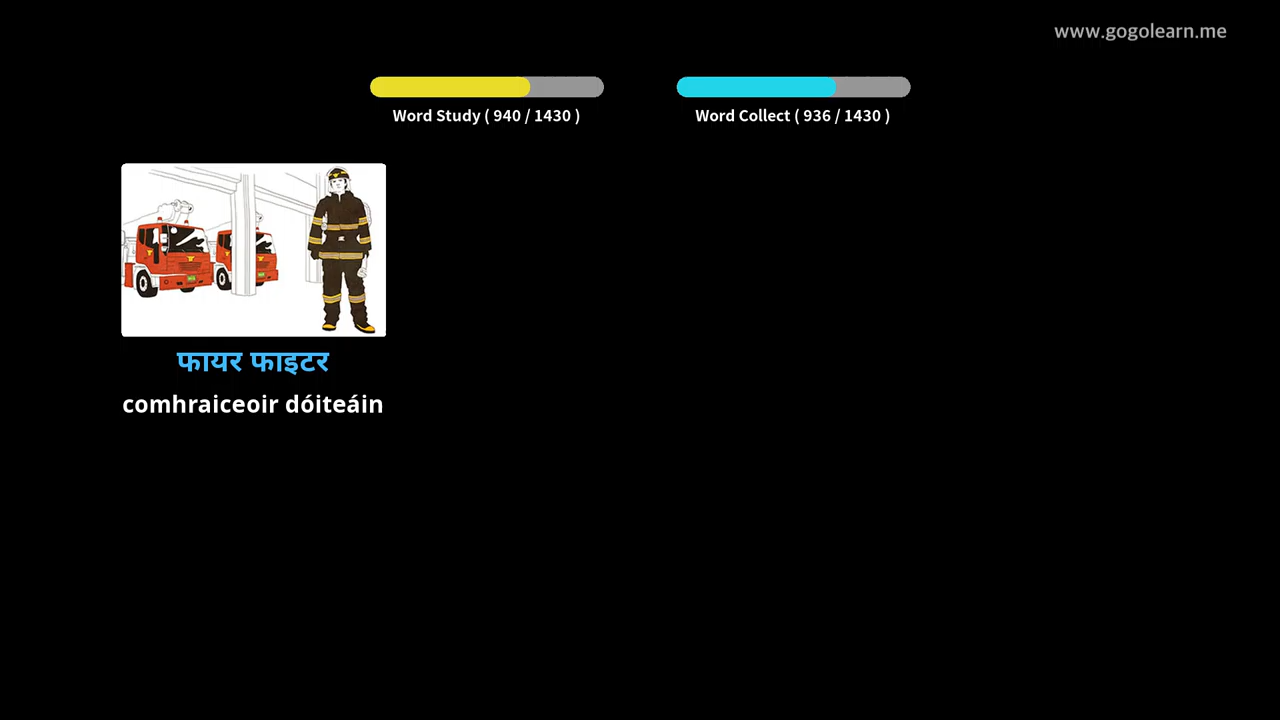 www.gogolearn.me
Word Study ( 940 / 1430 )
Word Collect ( 936 / 1430 )
फायर फाइटर
comhraiceoir dóiteáin